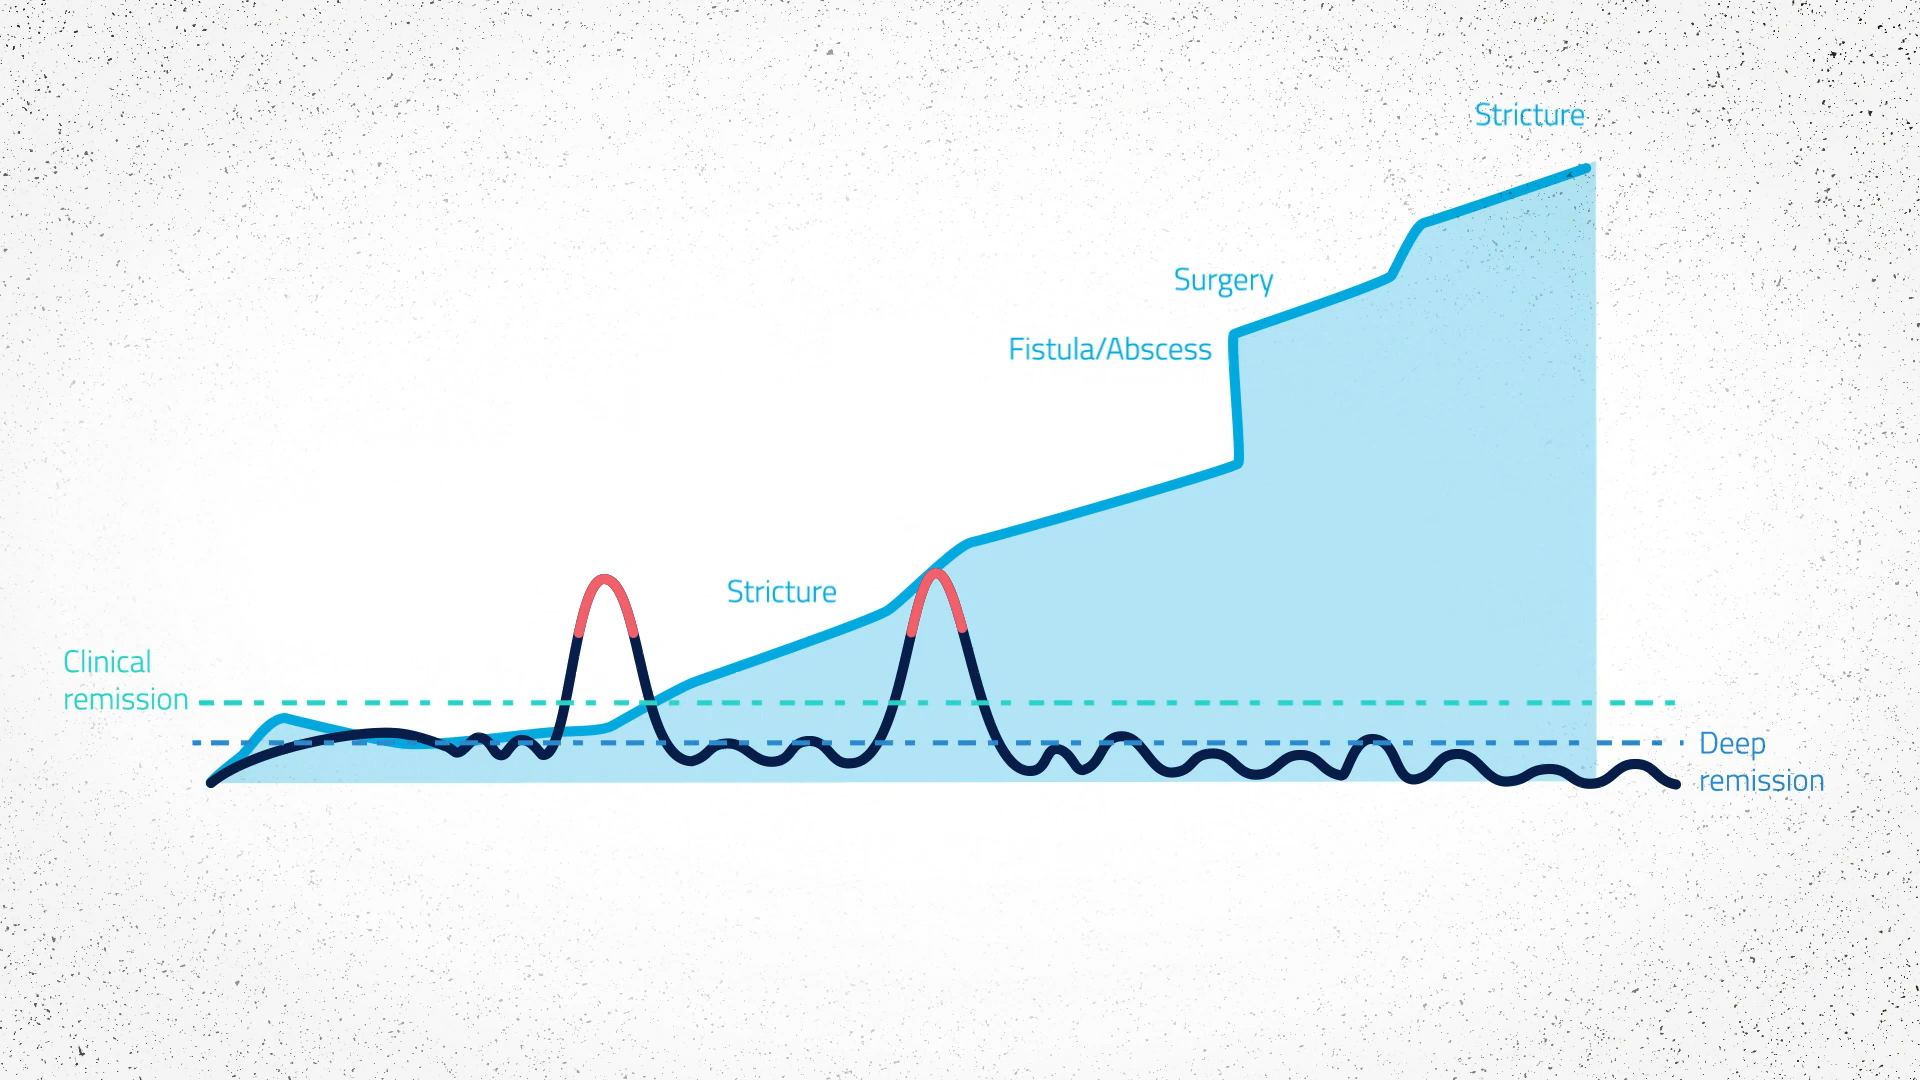 Stricture
Surgery
Fistula/Abscess
Stricture
Clinical
remission
Deep
remission